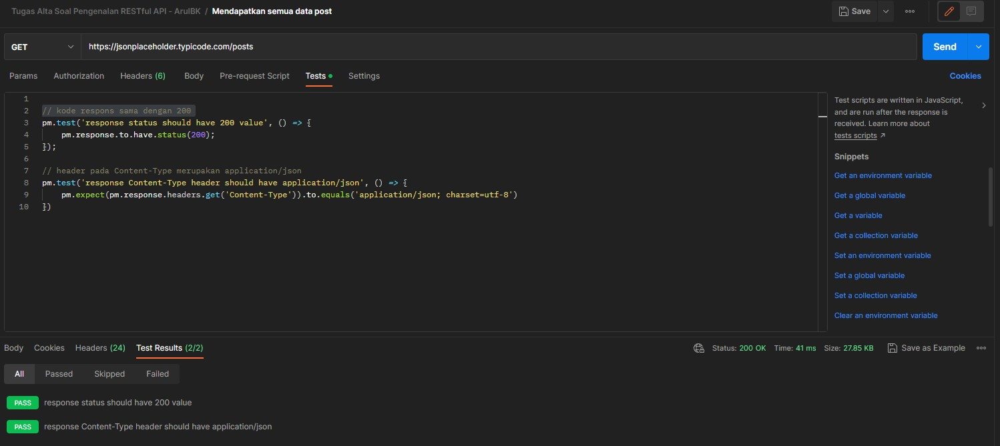 Tugas Alta Soal Pengenalan RESTful API - ArulBK / Mendapatkan semua data post
Save
GET
https://jsonplaceholder.typicode.com/posts
Send
Params Authorization Headers (6) Body Pre-request Script Tests Settings
Cookies
1
2 // kode respons sama dengan 200
3 pm.test('response status should have 200 value', () => {
4 pm.response.to.have.status(200);
5 });
6
7 // header pada Content-Type merupakan application/json
8 pm.test('response Content-Type header should have application/json', () => {
9 pm.expect(pm.response.headers.get('Content-Type')).to.equals('application/json; charset=utf-8')
10 })
Test scripts are written in JavaScript,
and are run after the response is
received. Learn more about
tests scripts ↗
Snippets
Get an environment variable
Get a global variable
Get a variable
Get a collection variable
Set an environment variable
Set a global variable
Set a collection variable
Clear an environment variable
Body Cookies Headers (24) Test Results (2/2)
Status: 200 OK Time: 41 ms Size: 27.85 KB Save as Example
All Passed Skipped Failed
PASS response status should have 200 value
PASS response Content-Type header should have application/json